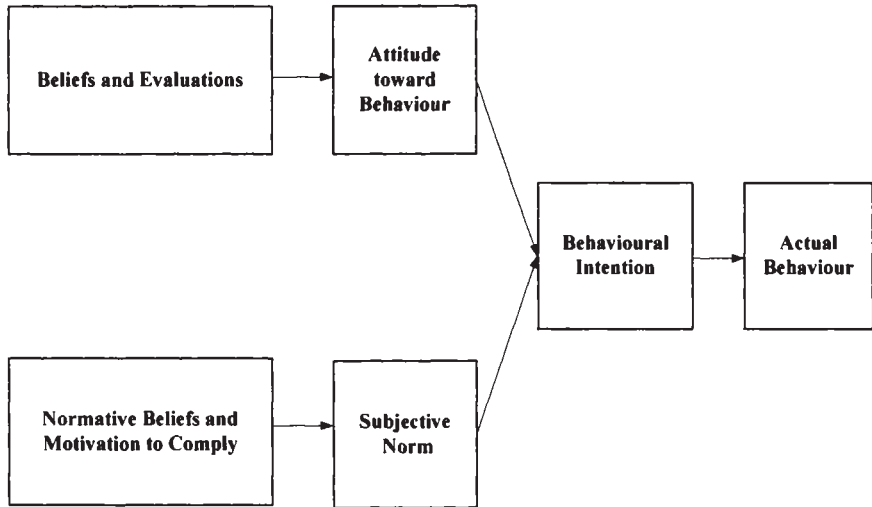 Beliefs and Evaluations
Attitude
toward
Behaviour
Behavioural
Intention
Actual
Behaviour
Normative Beliefs and
Motivation to Comply
Subjective
Norm